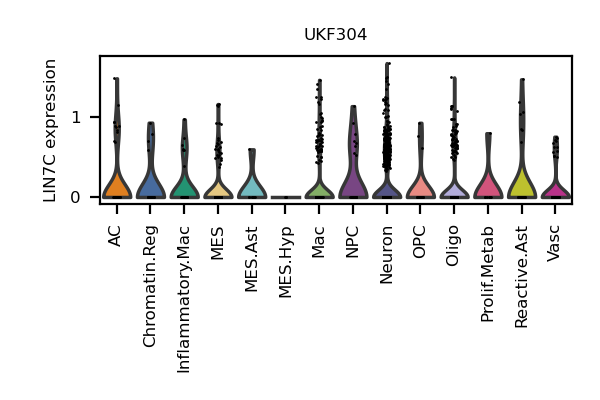 UKF304
LIN7C expression
1
0
AC
Chromatin.Reg
Inflammatory.Mac
MES
MES.Ast
MES.Hyp
Mac
NPC
Neuron
OPC
Oligo
Prolif.Metab
Reactive.Ast
Vasc